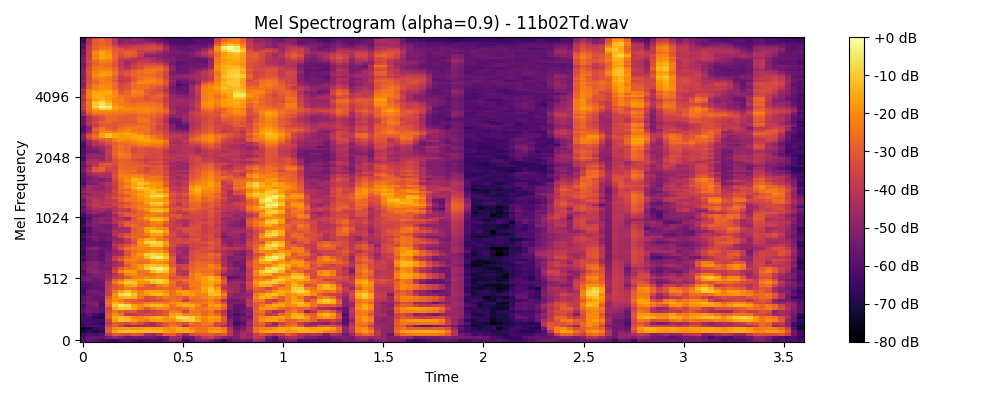 Mel Spectrogram (alpha=0.9) - 11b02Td.wav
Mel Frequency
4096
2048
1024
512
0
0
0.5
1
1.5
2
2.5
3
3.5
Time
+0 dB
-10 dB
-20 dB
-30 dB
-40 dB
-50 dB
-60 dB
-70 dB
-80 dB